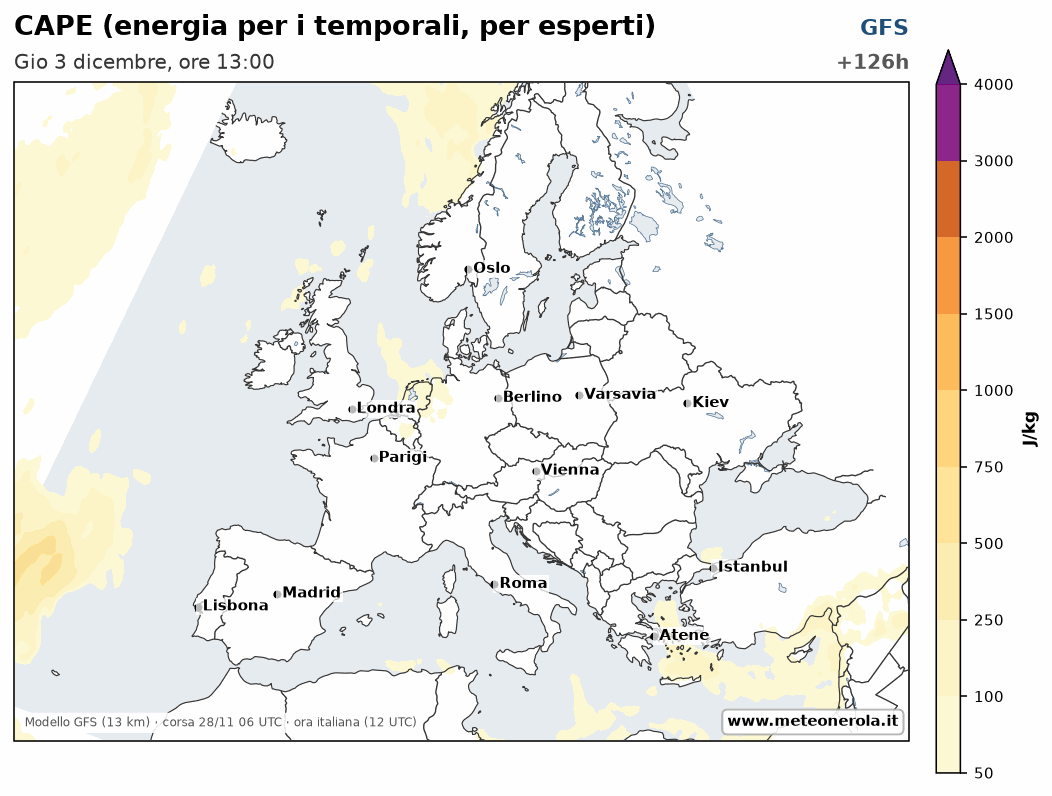 CAPE (energia per i temporali, per esperti)
GFS
Gio 3 dicembre, ore 13:00
+126h
4000
3000
2000
1500
1000
750
500
250
100
50
J/kg
Oslo
Londra
Berlino
Varsavia
Kiev
Parigi
Vienna
Istanbul
Roma
Madrid
Lisbona
Atene
Modello GFS (13 km) · corsa 28/11 06 UTC · ora italiana (12 UTC)
www.meteonerola.it